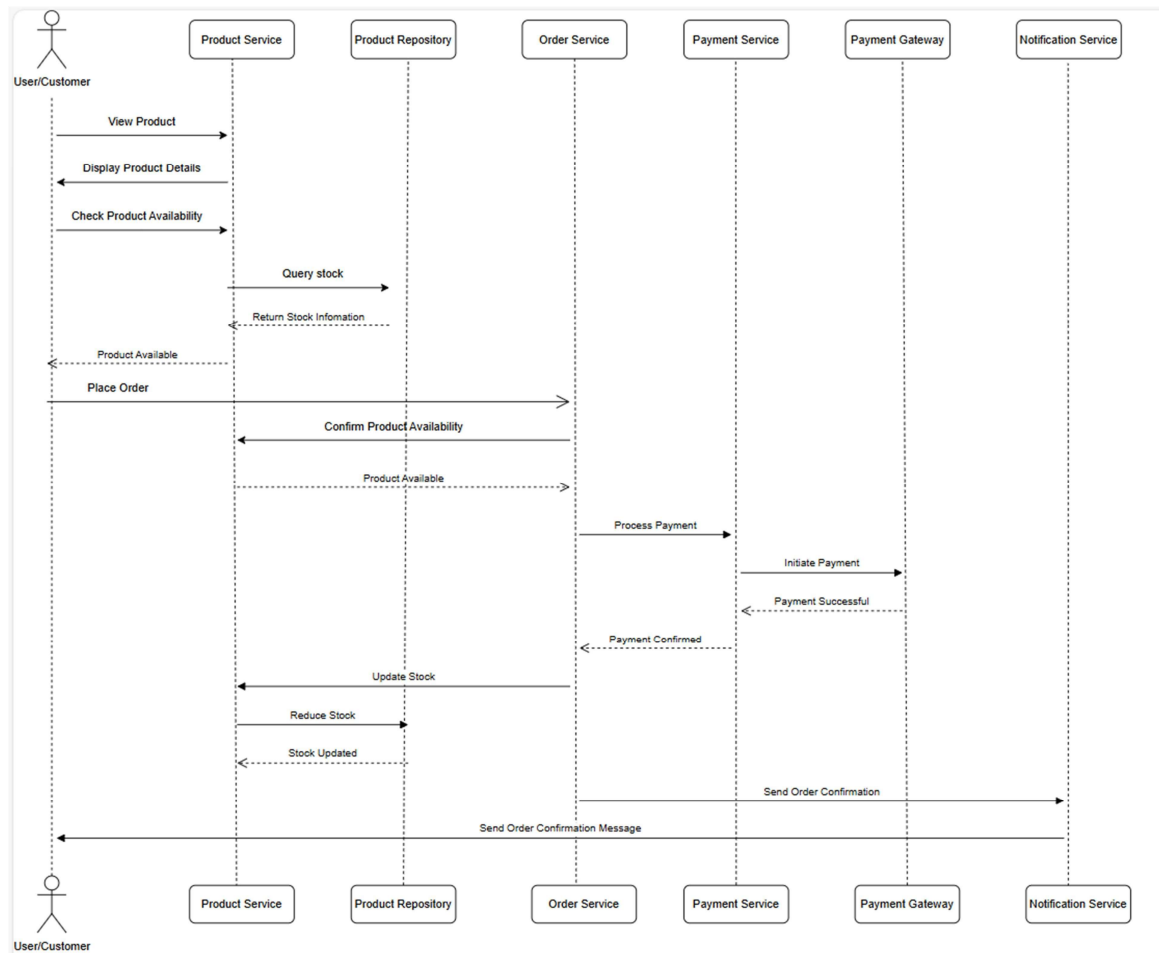 Product Service
Product Repository
Order Service
Payment Service
Payment Gateway
Notification Service
User/Customer
View Product
Display Product Details
Check Product Availability
Query stock
Return Stock Infomation
Product Available
Place Order
Confirm Product Availability
Product Available
Process Payment
Initiate Payment
Payment Successful
Payment Confirmed
Update Stock
Reduce Stock
Stock Updated
Send Order Confirmation
Send Order Confirmation Message
Product Service
Product Repository
Order Service
Payment Service
Payment Gateway
Notification Service
User/Customer